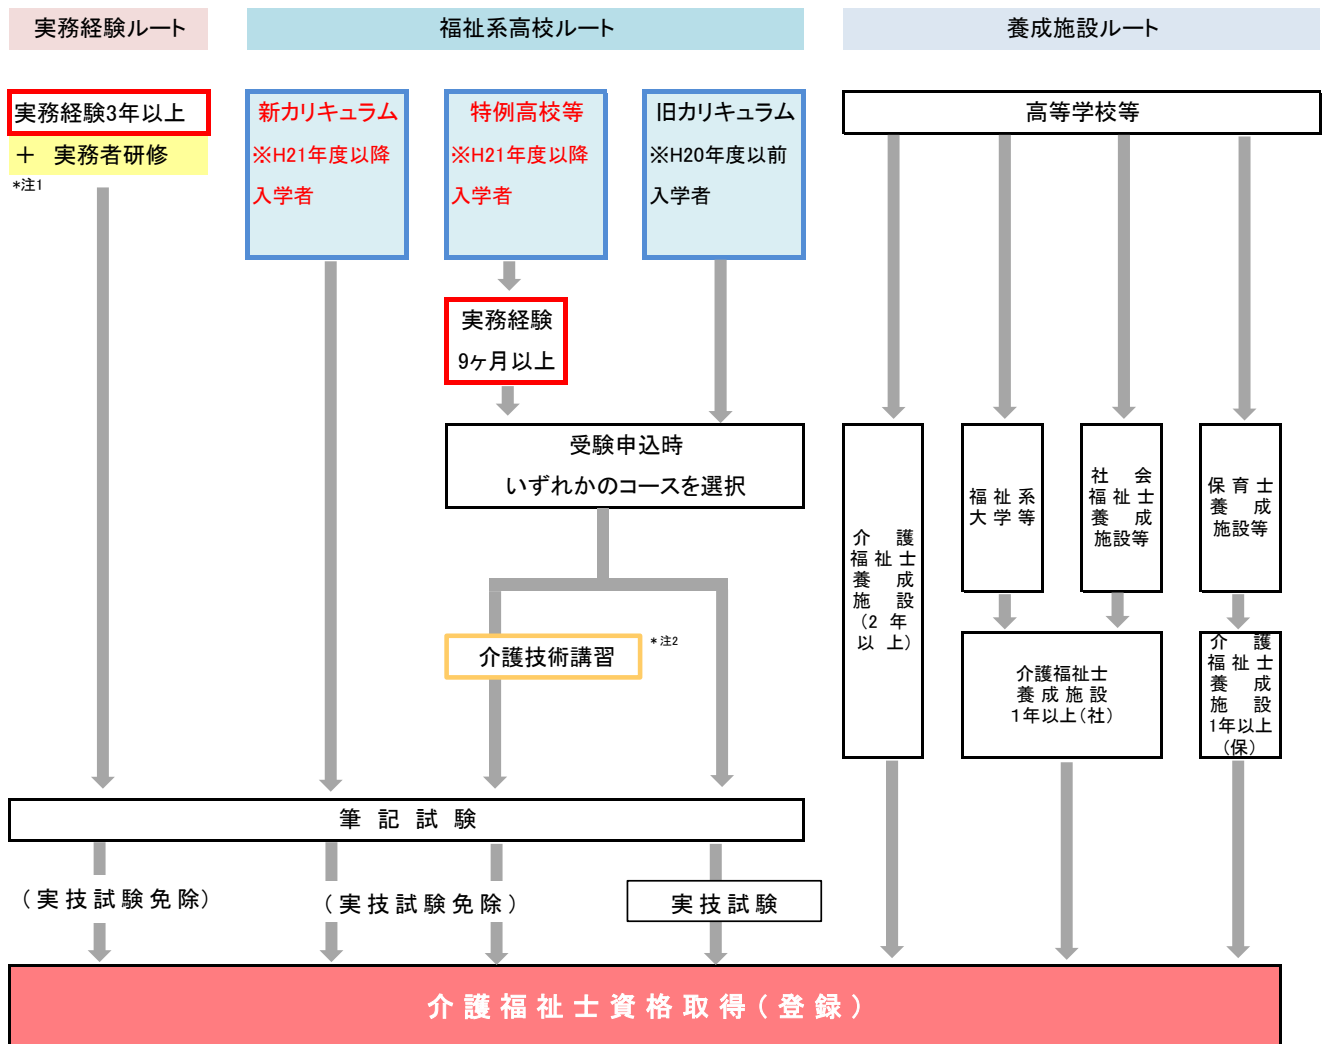 実務経験ルート
福祉系高校ルート
養成施設ルート
実務経験3年以上
＋ 実務者研修
*注1
新カリキュラム
※H21年度以降
入学者
特例高校等
※H21年度以降
入学者
旧カリキュラム
※H20年度以前
入学者
高等学校等
実務経験
9ヶ月以上
受験申込時
いずれかのコースを選択
介護技術講習
*注2
介護
福祉士
養成
施設
(2年
以上)
福祉系
大学等
社会
福祉士
養成
施設等
保育士
養成
施設等
介護福祉士
養成施設
1年以上(社)
介護
福祉士
養成
施設
1年以上
(保)
筆記試験
(実技試験免除)
(実技試験免除)
実技試験
介護福祉士資格取得(登録)